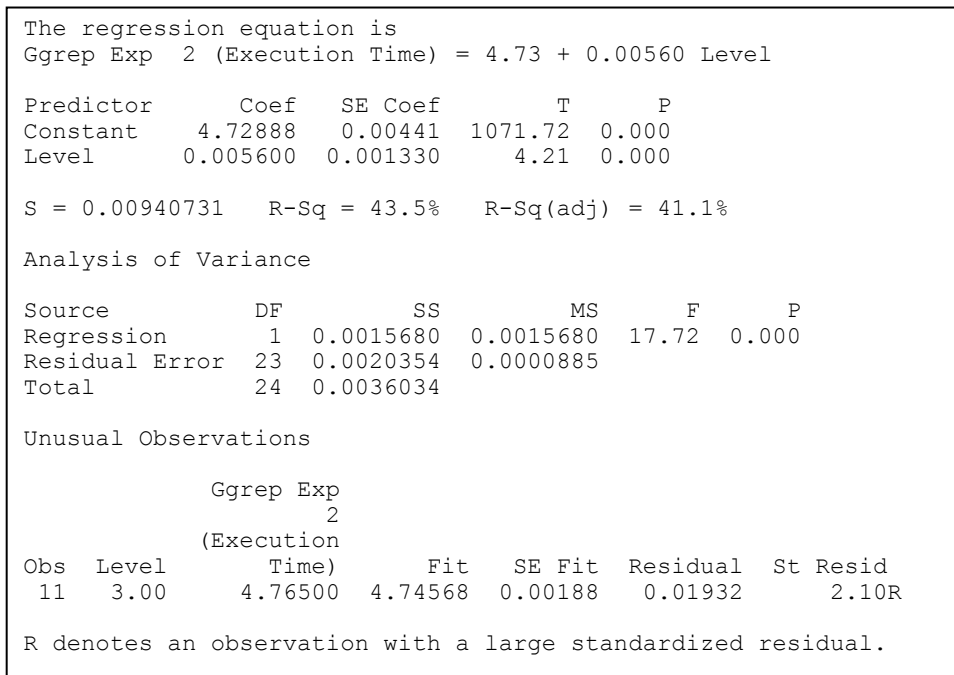 The regression equation is
Ggrep Exp  2 (Execution Time) = 4.73 + 0.00560 Level
Predictor      Coef   SE Coef        T      P
Constant    4.72888   0.00441  1071.72  0.000
Level      0.005600  0.001330     4.21  0.000
S = 0.00940731   R-Sq = 43.5%   R-Sq(adj) = 41.1%
Analysis of Variance
Source          DF         SS         MS      F      P
Regression       1  0.0015680  0.0015680  17.72  0.000
Residual Error  23  0.0020354  0.0000885
Total           24  0.0036034
Unusual Observations
Ggrep Exp
2
(Execution
Obs  Level       Time)      Fit   SE Fit  Residual  St Resid
11   3.00     4.76500  4.74568  0.00188   0.01932      2.10R
R denotes an observation with a large standardized residual.